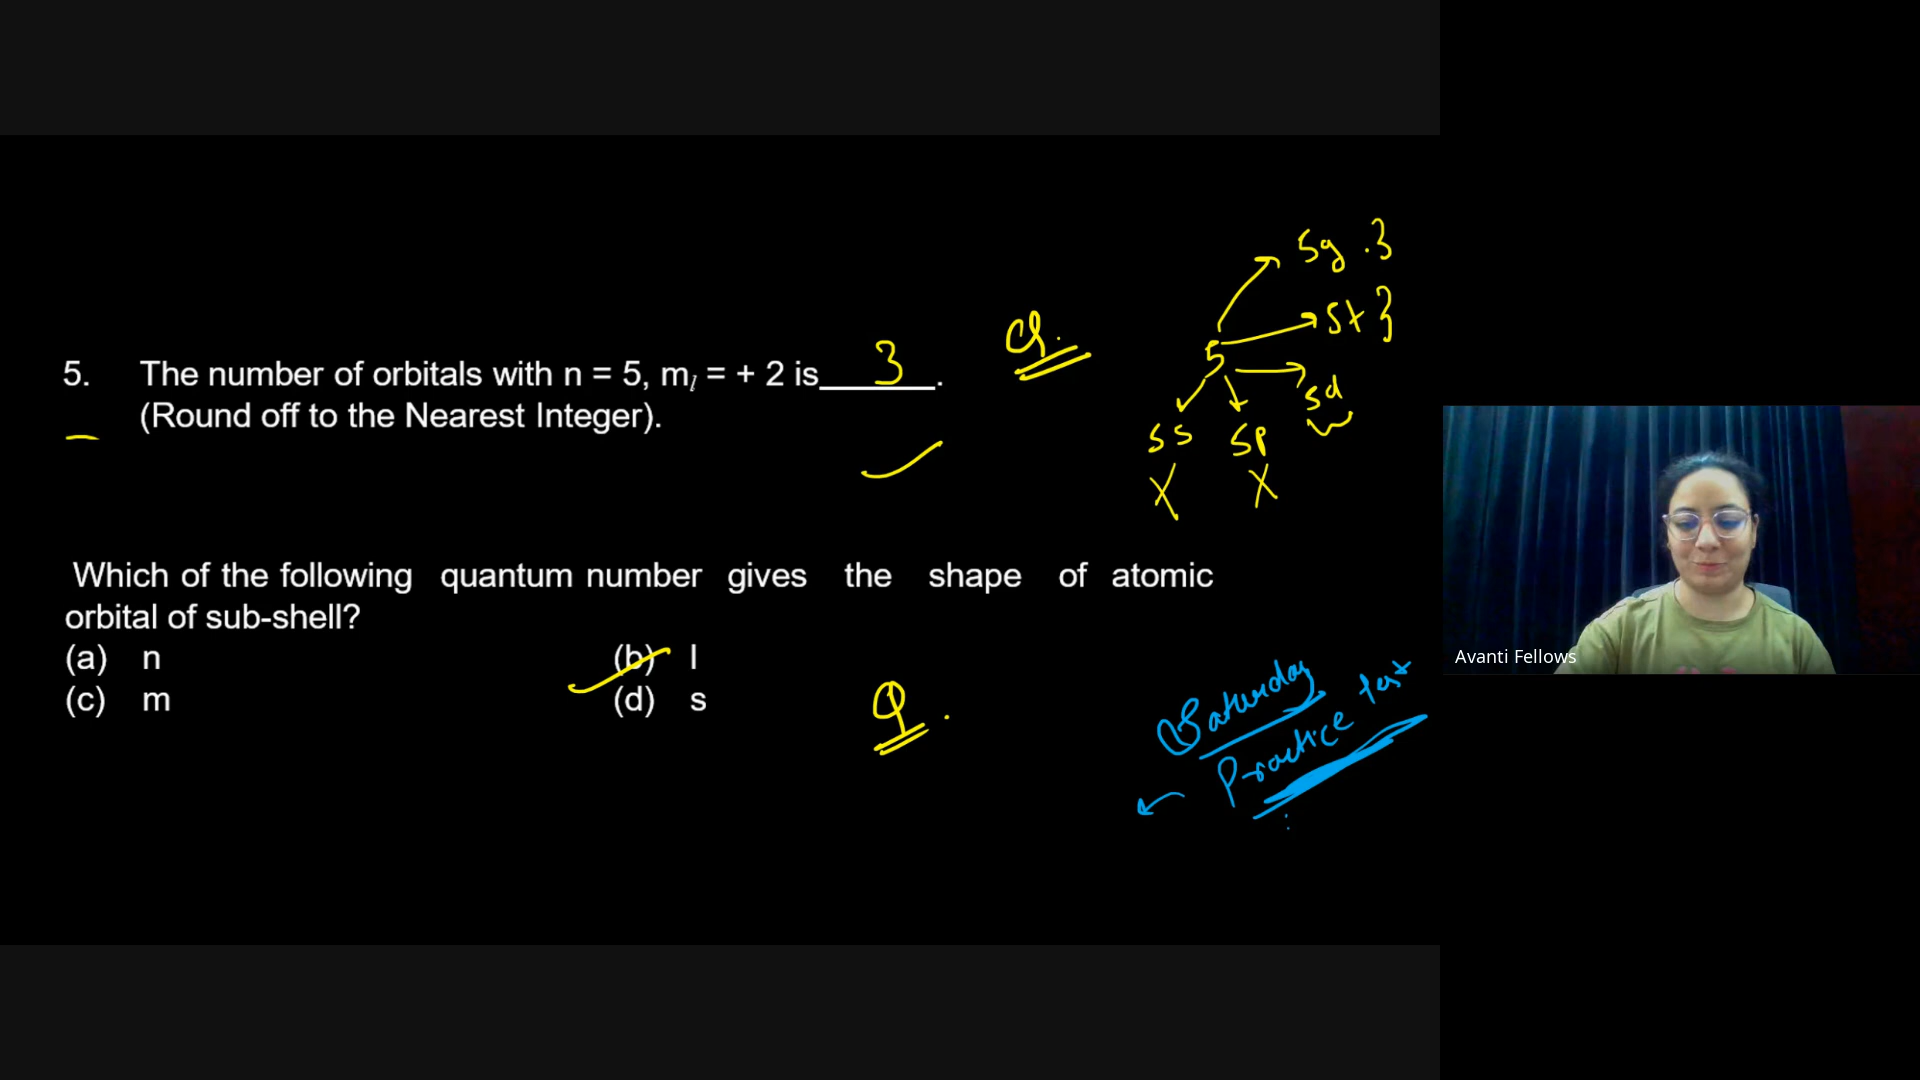 5. The number of orbitals with n = 5, mₗ = + 2 is 3.
(Round off to the Nearest Integer).
Q.
5g
5f
5
5d
5s 5p
X X
Which of the following quantum number gives the shape of atomic
orbital of sub-shell?
(a) n (b) l
(c) m (d) s
Q.
Saturday
Practice test
Avanti Fellows